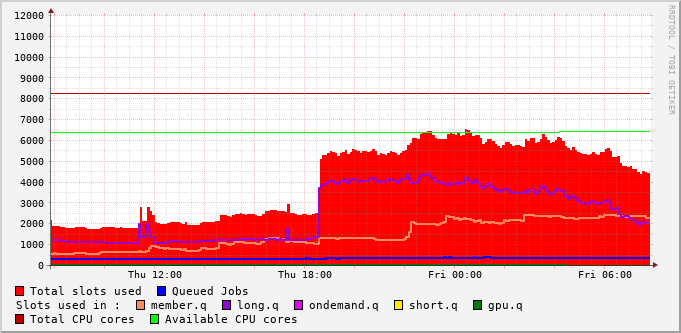 RRDTOOL / TOBI OETIKER
12000
11000
10000
9000
8000
7000
6000
5000
4000
3000
2000
1000
0
Thu 12:00 Thu 18:00 Fri 00:00 Fri 06:00
Total slots used Queued Jobs
Slots used in : member.q long.q ondemand.q short.q gpu.q
Total CPU cores Available CPU cores